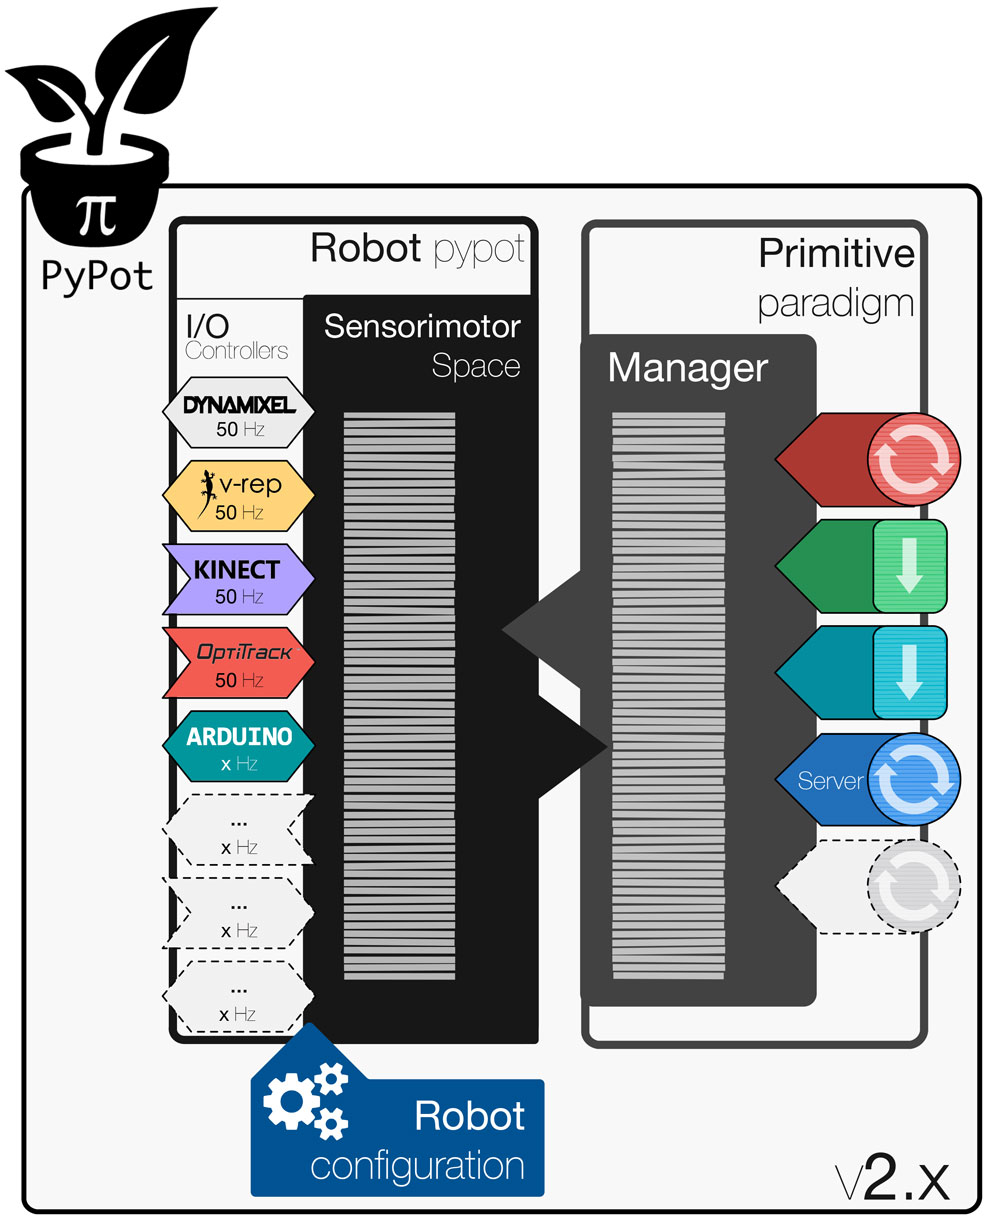 π
PyPot
Robot pypot
I/O
Controllers
Sensorimotor
Space
DYNAMIXEL
50 Hz
v-rep
50 Hz
KINECT
50 Hz
OptiTrack
50 Hz
ARDUINO
x Hz
...
x Hz
...
x Hz
...
x Hz
Primitive
paradigm
Manager
Server
Robot
configuration
v2.x